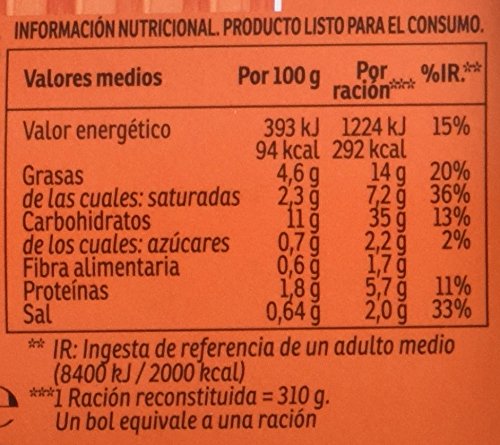 INFORMACIÓN NUTRICIONAL. PRODUCTO LISTO PARA EL CONSUMO.
Valores medios Por 100 g Por ración*** %IR.**
Valor energético 393 kJ 1224 kJ 15%
94 kcal 292 kcal
Grasas 4,6 g 14 g 20%
de las cuales: saturadas 2,3 g 7,2 g 36%
Carbohidratos 11 g 35 g 13%
de los cuales: azúcares 0,7 g 2,2 g 2%
Fibra alimentaria 0,6 g 1,7 g
Proteínas 1,8 g 5,7 g 11%
Sal 0,64 g 2,0 g 33%
** IR: Ingesta de referencia de un adulto medio
(8400 kJ / 2000 kcal)
***1 Ración reconstituida = 310 g.
Un bol equivale a una ración
e